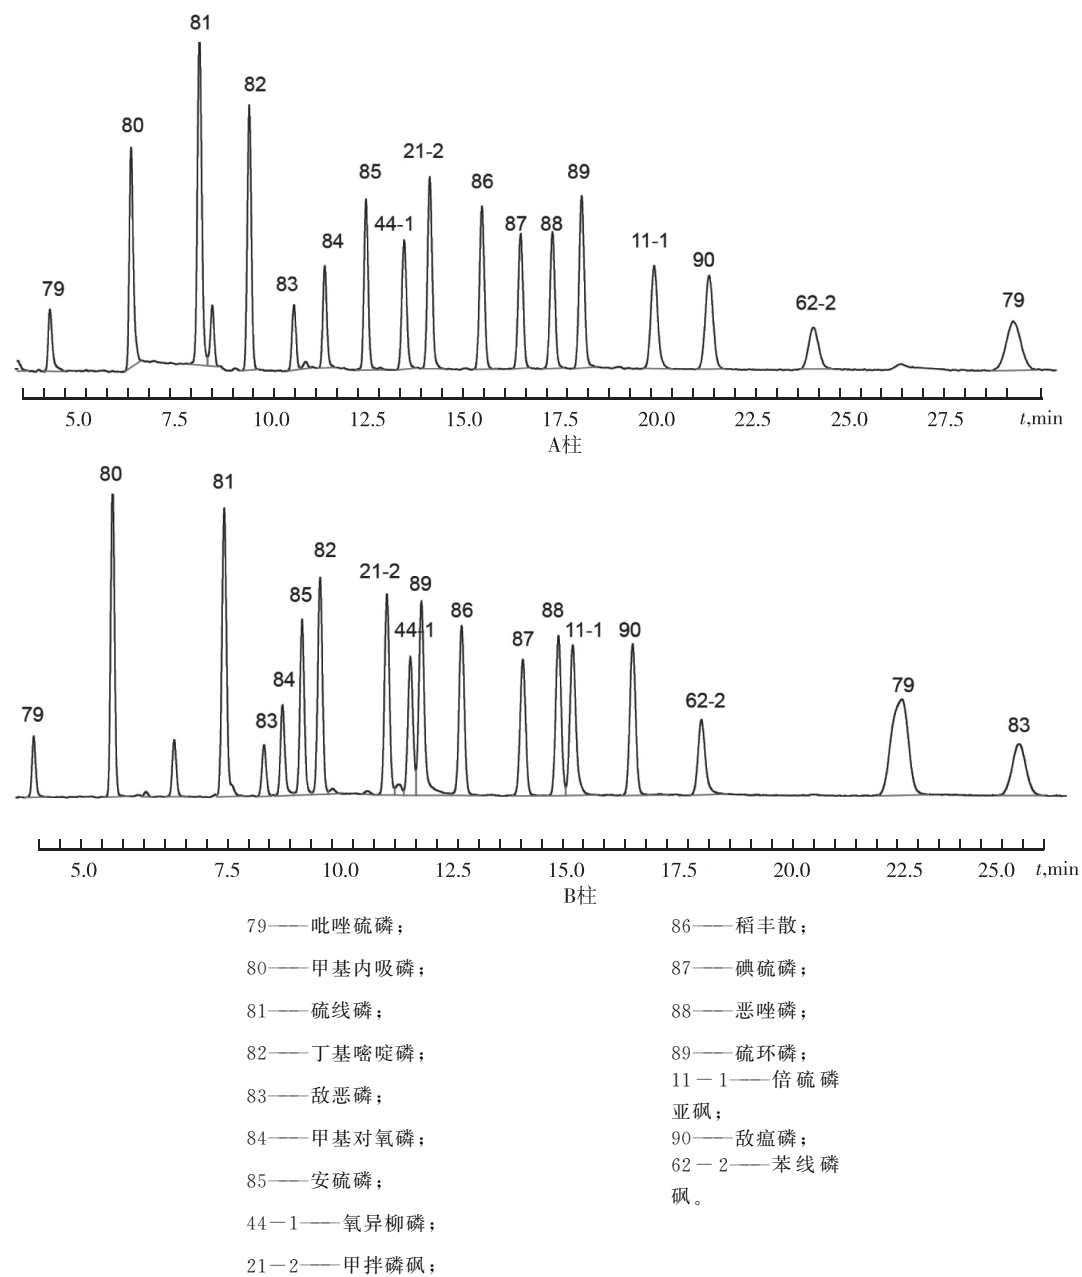 81
82
80
21-2
85
89
86
44-1
87
88
84
11-1
90
83
79
62-2
79
5.0 7.5 10.0 12.5 15.0 17.5 20.0 22.5 25.0 27.5 t,min
A柱
80
81
82
21-2
89
85
86
88
44-1
11-1
90
87
84
79
62-2
79
83
83
5.0 7.5 10.0 12.5 15.0 17.5 20.0 22.5 25.0 t,min
B柱
79——吡唑硫磷；
80——甲基内吸磷；
81——硫线磷；
82——丁基嘧啶磷；
83——敌恶磷；
84——甲基对氧磷；
85——安硫磷；
44－1——氧异柳磷；
21－2——甲拌磷砜；
86——稻丰散；
87——碘硫磷；
88——恶唑磷；
89——硫环磷；
11－1——倍硫磷
亚砜；
90——敌瘟磷；
62－2——苯线磷
砜。